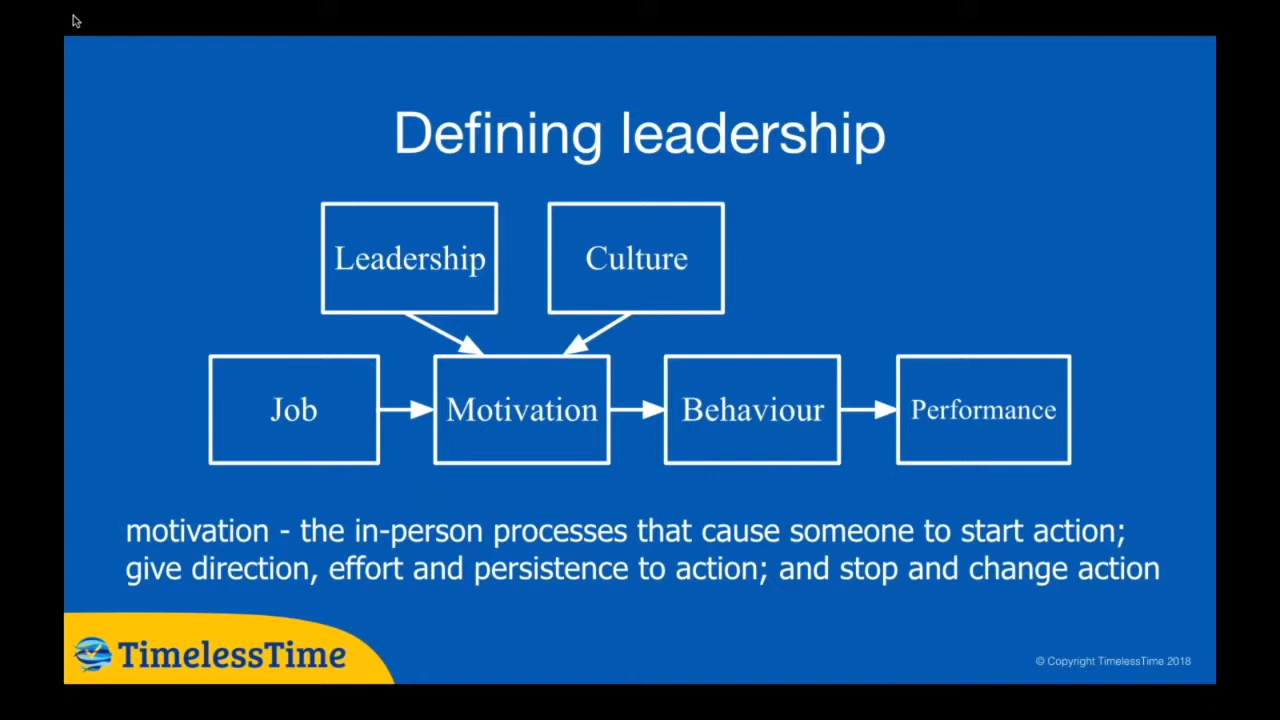 Defining leadership
Leadership
Culture
Job
Motivation
Behaviour
Performance
motivation - the in-person processes that cause someone to start action;
give direction, effort and persistence to action; and stop and change action
TimelessTime
© Copyright TimelessTime 2018